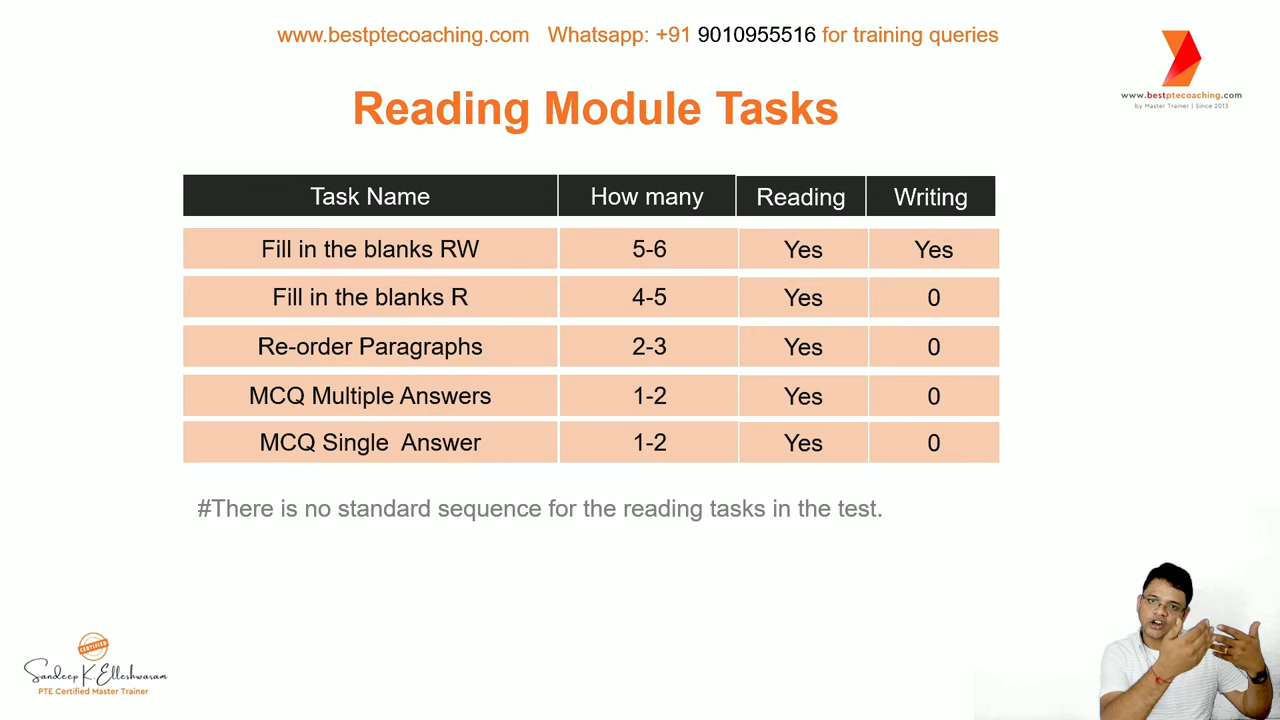 www.bestptecoaching.com Whatsapp: +91 9010955516 for training queries
www.bestptecoaching.com
by Master Trainer | Since 2013
Reading Module Tasks
Task Name How many Reading Writing
Fill in the blanks RW 5-6 Yes Yes
Fill in the blanks R 4-5 Yes 0
Re-order Paragraphs 2-3 Yes 0
MCQ Multiple Answers 1-2 Yes 0
MCQ Single Answer 1-2 Yes 0
#There is no standard sequence for the reading tasks in the test.
CERTIFIED
Sandeep K Elleshwaram
PTE Certified Master Trainer